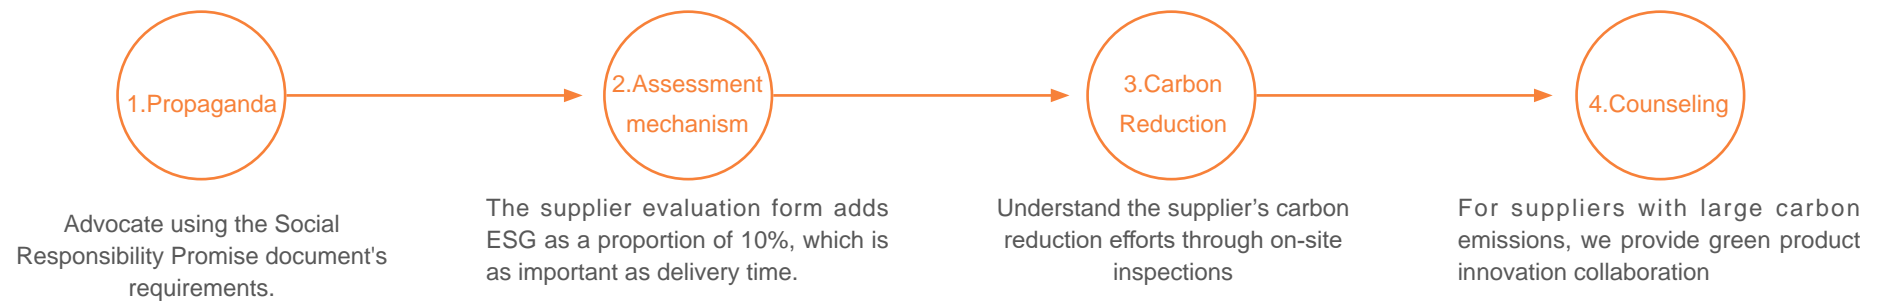 1.Propaganda
Advocate using the Social
Responsibility Promise document's
requirements.
2.Assessment
mechanism
The supplier evaluation form adds
ESG as a proportion of 10%, which is
as important as delivery time.
3.Carbon
Reduction
Understand the supplier’s carbon
reduction efforts through on-site
inspections
4.Counseling
For suppliers with large carbon
emissions, we provide green product
innovation collaboration